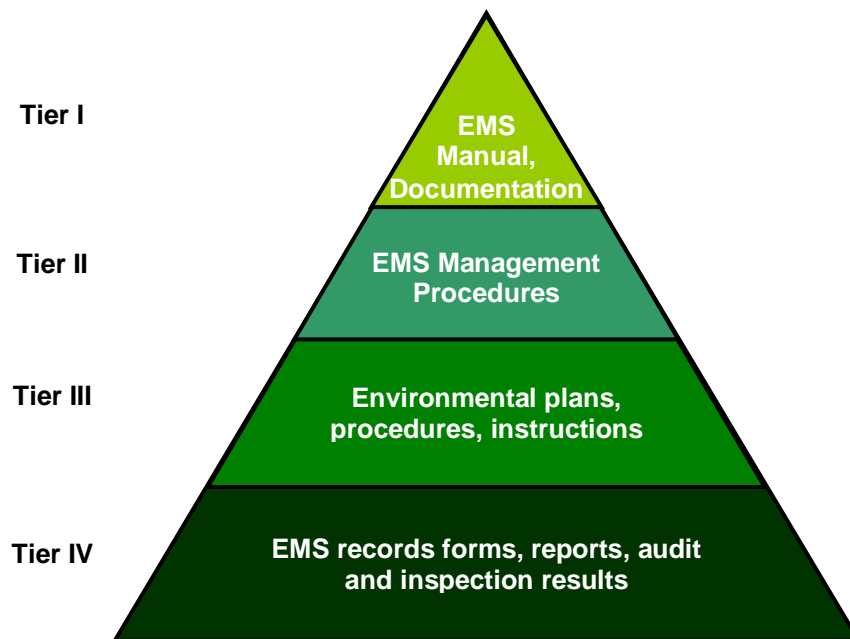 Tier I
EMS
Manual,
Documentation
Tier II
EMS Management
Procedures
Tier III
Environmental plans,
procedures, instructions
Tier IV
EMS records forms, reports, audit
and inspection results